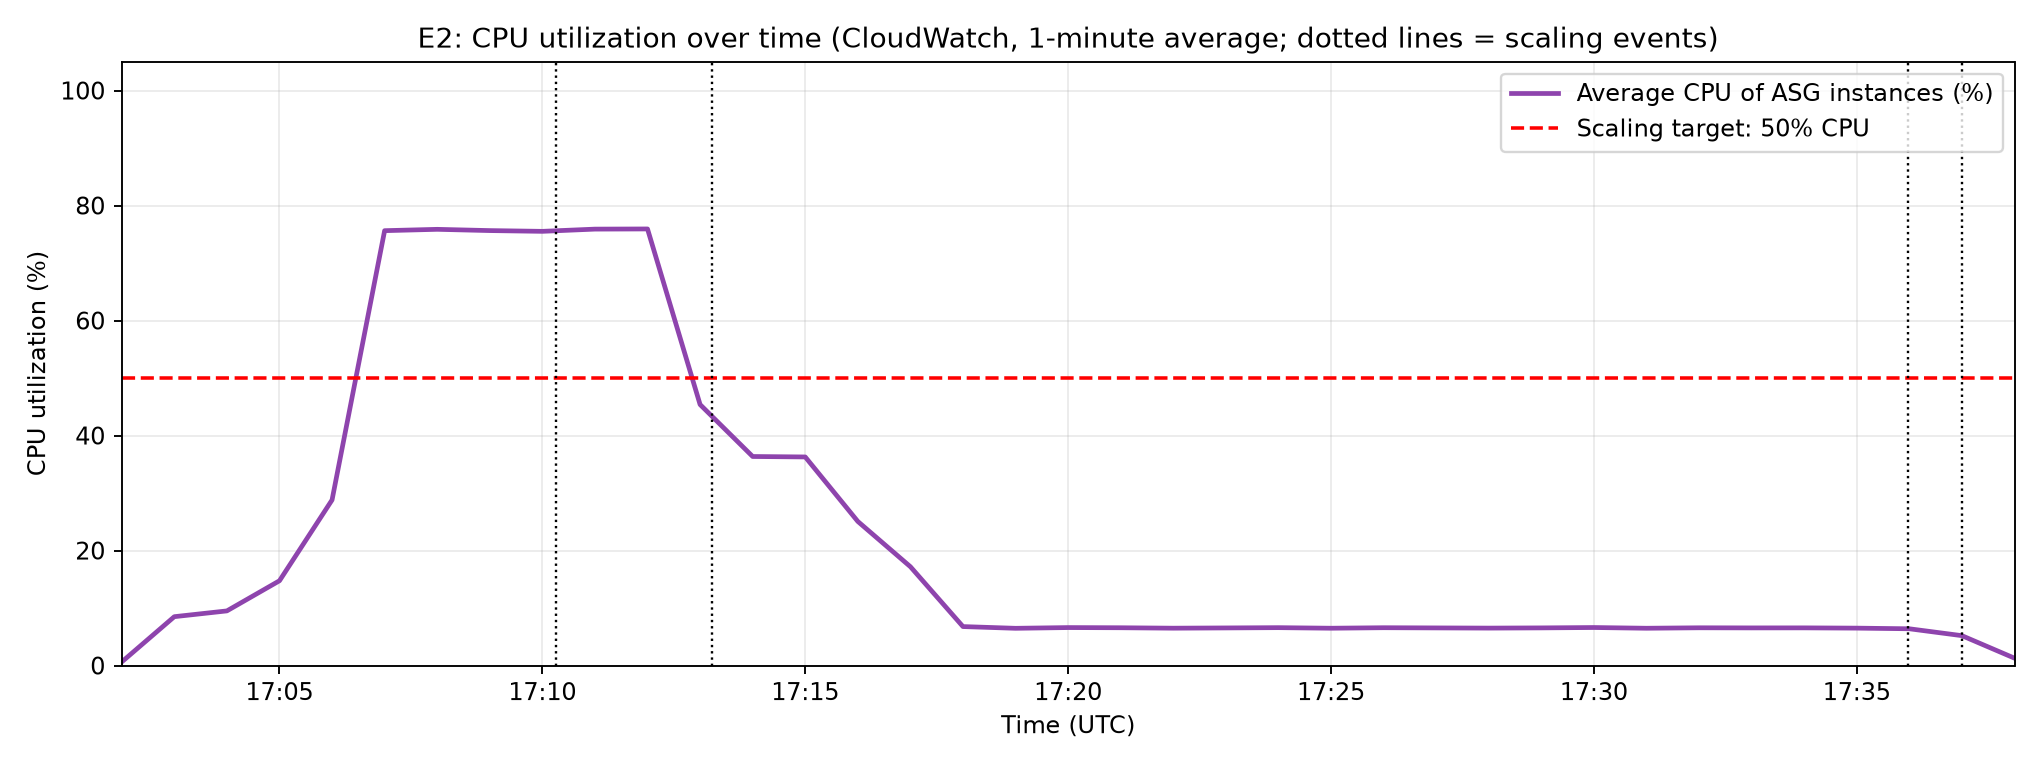 E2: CPU utilization over time (CloudWatch, 1-minute average; dotted lines = scaling events)
Average CPU of ASG instances (%)
Scaling target: 50% CPU
CPU utilization (%)
100
80
60
40
20
0
17:05
17:10
17:15
17:20
17:25
17:30
17:35
Time (UTC)